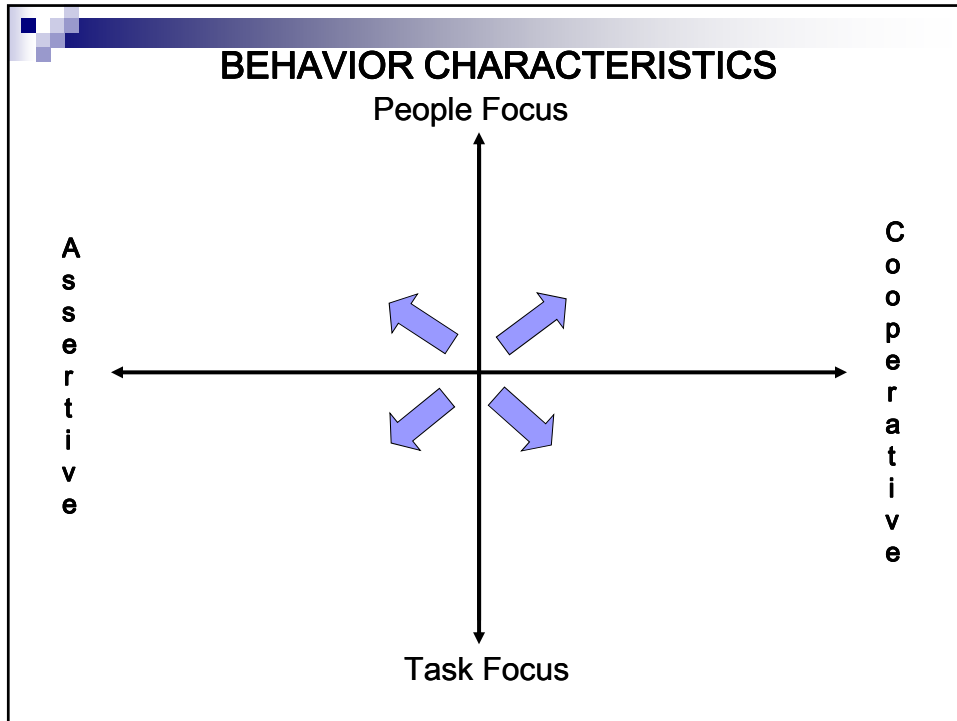 BEHAVIOR CHARACTERISTICS
People Focus
Assertive
Cooperative
Task Focus